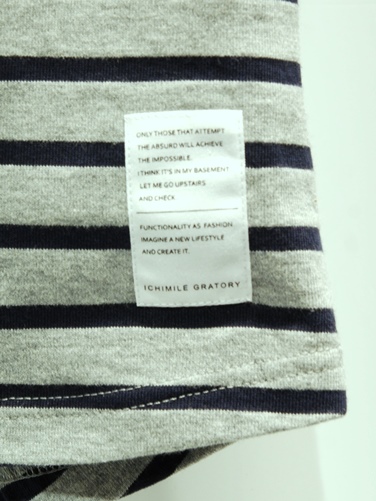 ONLY THOSE THAT ATTEMPT
THE ABSURD WILL ACHIEVE
THE IMPOSSIBLE.
I THINK IT'S IN MY BASEMENT
LET ME GO UPSTAIRS
AND CHECK
FUNCTIONALITY AS FASHION.
IMAGINE A NEW LIFESTYLE
AND CREATE IT.
ICHIMILE GRATORY